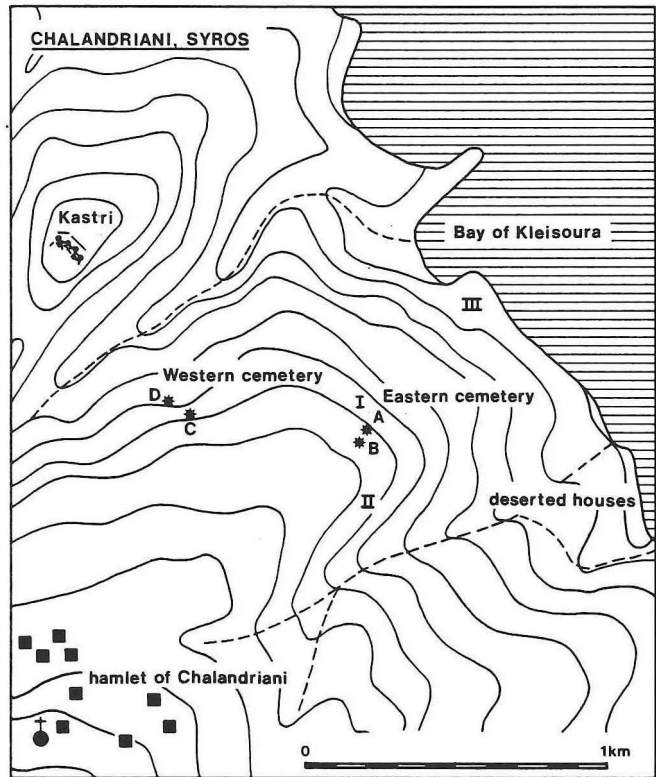 CHALANDRIANI, SYROS
Kastri
Bay of Kleisoura
III
Western cemetery
D
C
I
Eastern cemetery
A
B
II
deserted houses
hamlet of Chalandriani
0 1km